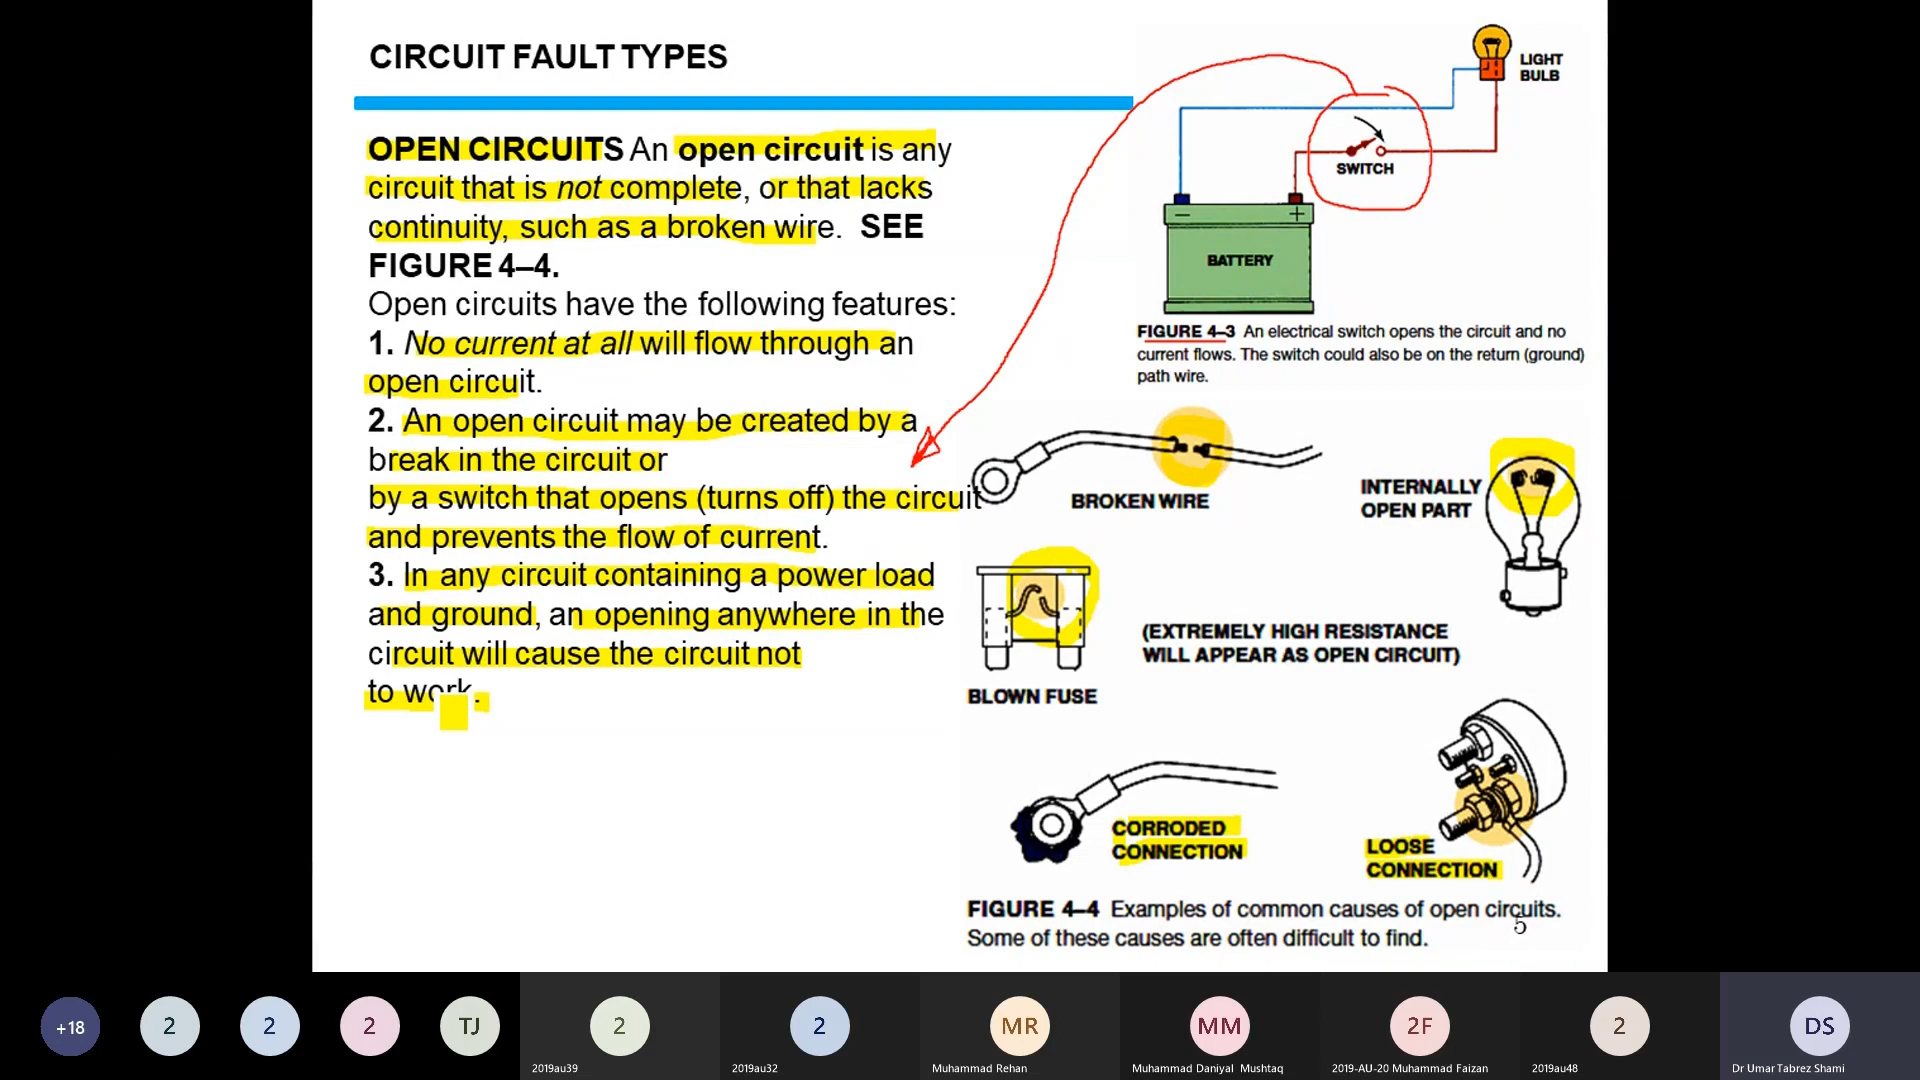 CIRCUIT FAULT TYPES
OPEN CIRCUITS An open circuit is any
circuit that is not complete, or that lacks
continuity, such as a broken wire. SEE
FIGURE 4–4.
Open circuits have the following features:
1. No current at all will flow through an
open circuit.
2. An open circuit may be created by a
break in the circuit or
by a switch that opens (turns off) the circuit
and prevents the flow of current.
3. In any circuit containing a power load
and ground, an opening anywhere in the
circuit will cause the circuit not
to work.
LIGHT
BULB
SWITCH
− +
BATTERY
FIGURE 4–3 An electrical switch opens the circuit and no
current flows. The switch could also be on the return (ground)
path wire.
BROKEN WIRE
INTERNALLY
OPEN PART
(EXTREMELY HIGH RESISTANCE
WILL APPEAR AS OPEN CIRCUIT)
BLOWN FUSE
CORRODED
CONNECTION
LOOSE
CONNECTION
FIGURE 4–4 Examples of common causes of open circuits.
Some of these causes are often difficult to find.
5
+18
2
2
2
TJ
2
2
MR
MM
2F
2
DS
2019au39
2019au32
Muhammad Rehan
Muhammad Daniyal Mushtaq
2019-AU-20 Muhammad Faizan
2019au48
Dr Umar Tabrez Shami